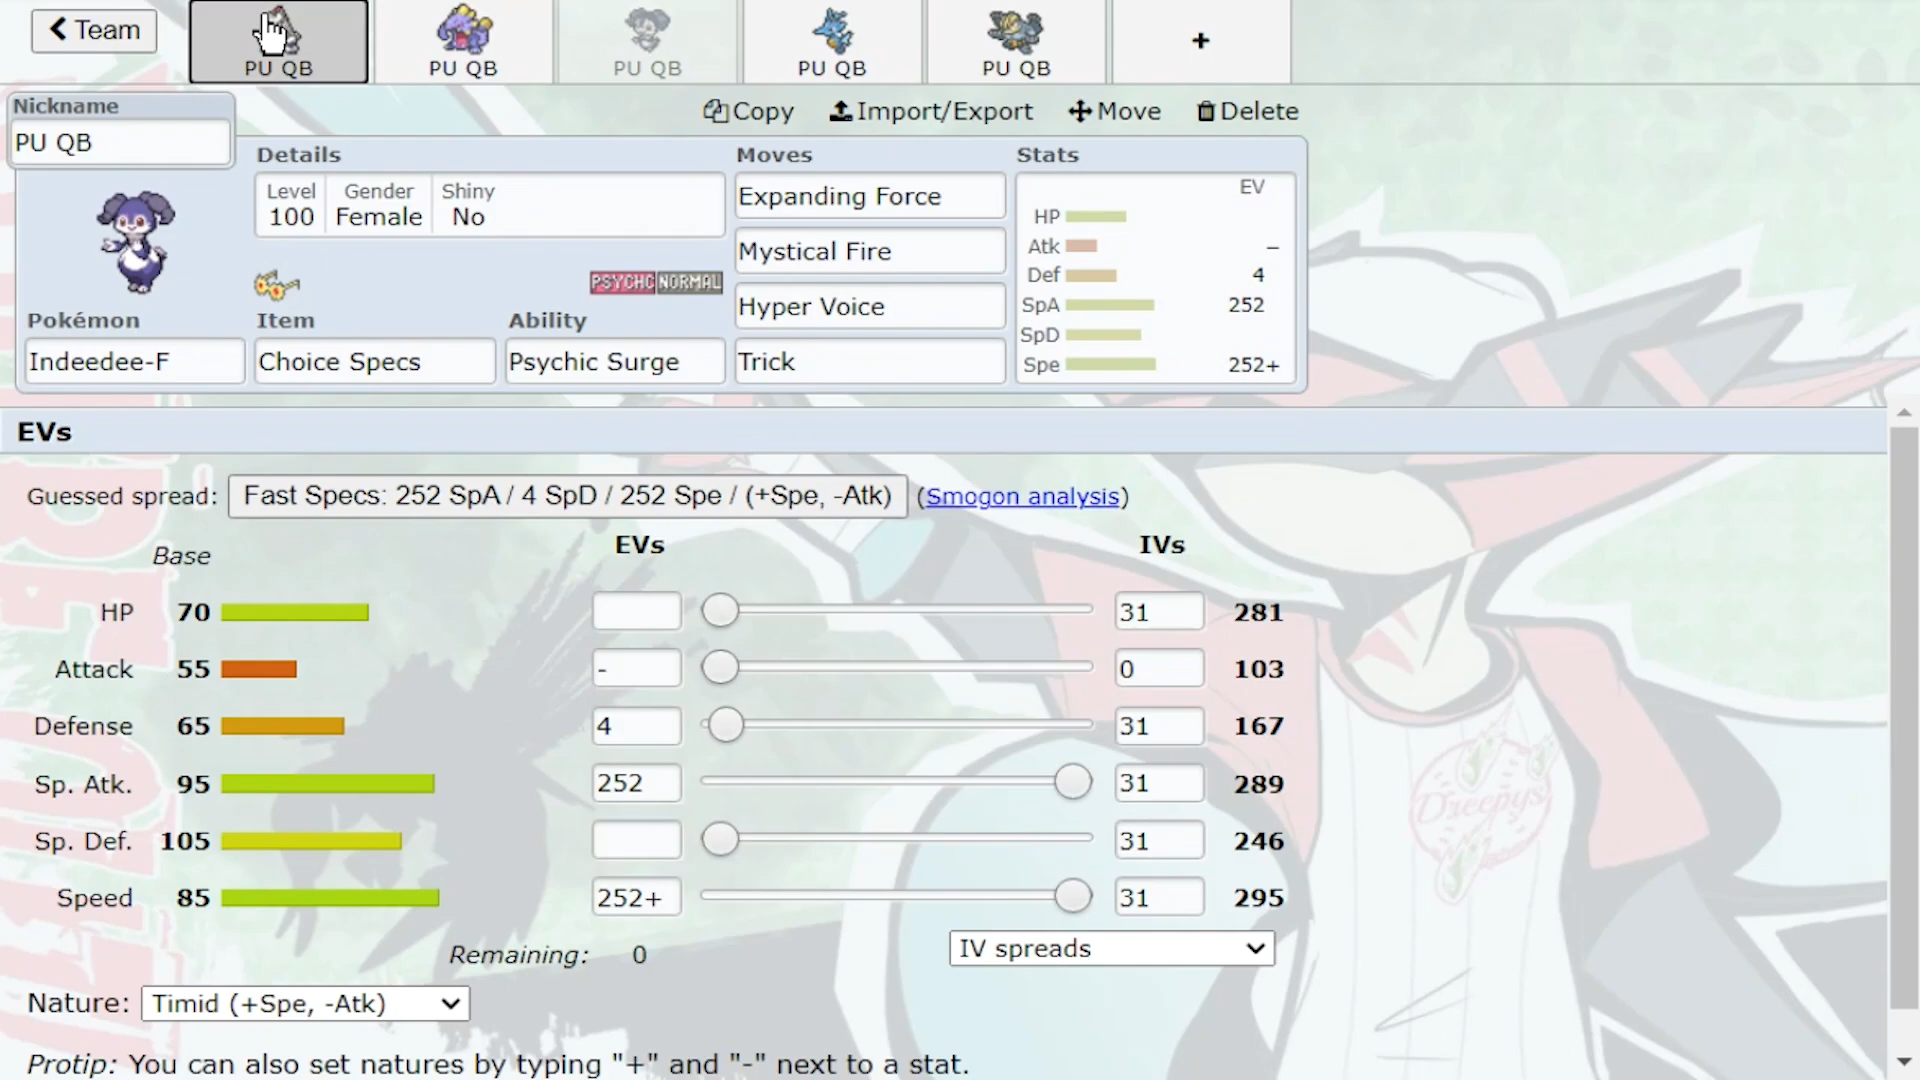 Team
PU QB
PU QB
PU QB
PU QB
PU QB
+
Nickname
PU QB
Copy
Import/Export
Move
Delete
Details
Moves
Stats
Level
Gender
Shiny
100
Female
No
PSYCHC NORMAL
Pokémon
Item
Ability
Indeedee-F
Choice Specs
Psychic Surge
Expanding Force
Mystical Fire
Hyper Voice
Trick
EV
HP
Atk –
Def 4
SpA 252
SpD
Spe 252+
EVs
Guessed spread: Fast Specs: 252 SpA / 4 SpD / 252 Spe / (+Spe, -Atk) (Smogon analysis)
Base EVs IVs
HP 70 31 281
Attack 55 - 0 103
Defense 65 4 31 167
Sp. Atk. 95 252 31 289
Sp. Def. 105 31 246
Speed 85 252+ 31 295
Remaining: 0
IV spreads
Nature: Timid (+Spe, -Atk)
Protip: You can also set natures by typing "+" and "-" next to a stat.
Dreepys